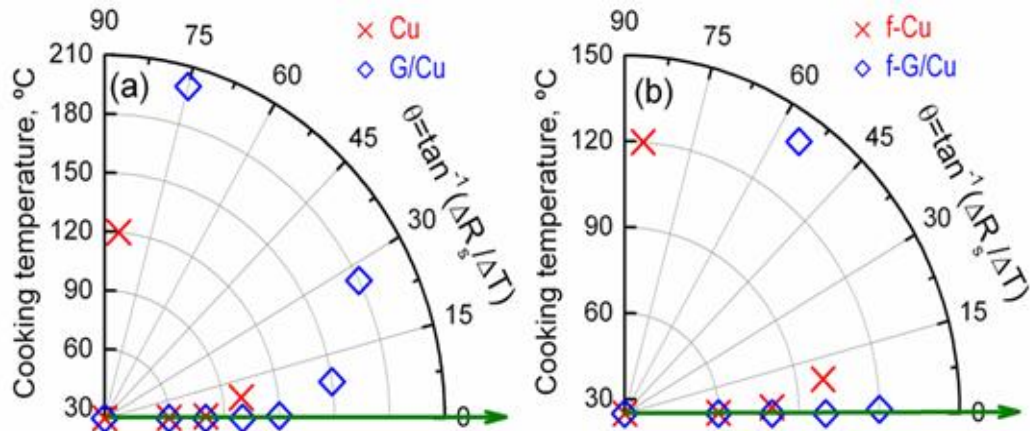 90
75
60
45
30
15
0
210
180
150
120
90
60
30
Cooking temperature, ºC
(a)
Cu
G/Cu
θ=tan⁻¹(ΔRₛ/ΔT)
90
75
60
45
30
15
0
150
120
90
60
30
Cooking temperature, ºC
(b)
f-Cu
f-G/Cu
θ=tan⁻¹(ΔRₛ/ΔT)